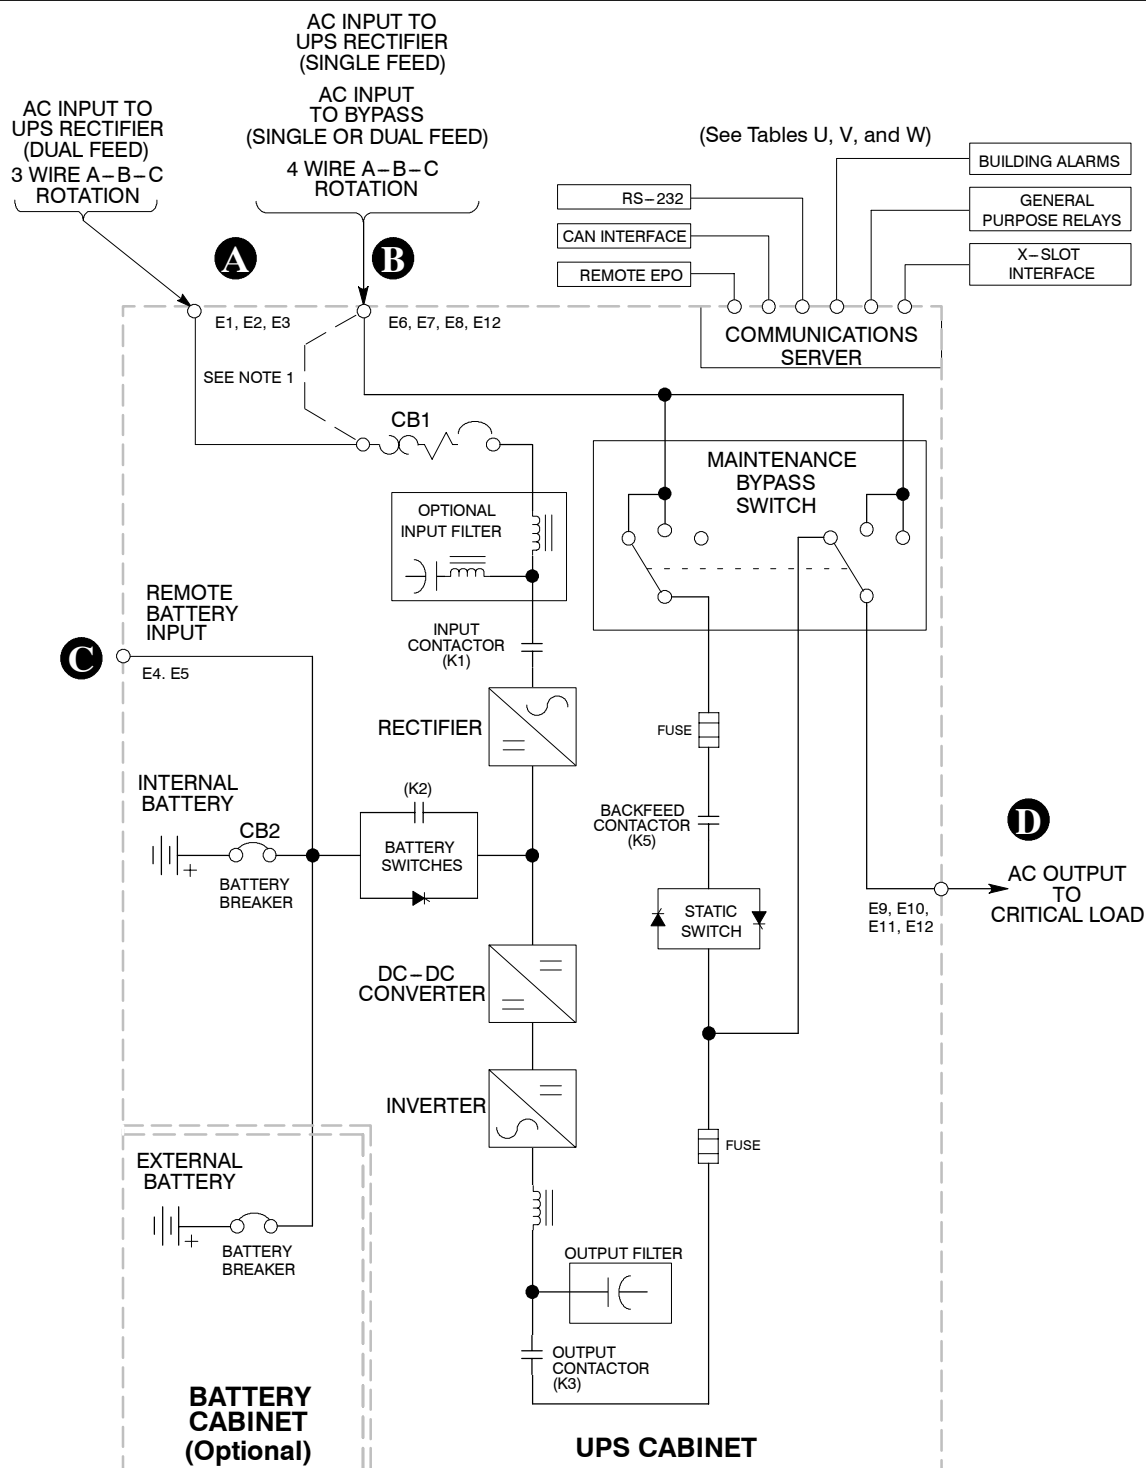 AC INPUT TO
UPS RECTIFIER
(SINGLE FEED)
AC INPUT
TO BYPASS
(SINGLE OR DUAL FEED)
4 WIRE A-B-C
ROTATION
AC INPUT TO
UPS RECTIFIER
(DUAL FEED)
3 WIRE A-B-C
ROTATION
(See Tables U, V, and W)
BUILDING ALARMS
RS-232
GENERAL
PURPOSE RELAYS
CAN INTERFACE
X-SLOT
INTERFACE
REMOTE EPO
A
B
E1, E2, E3
E6, E7, E8, E12
COMMUNICATIONS
SERVER
SEE NOTE 1
CB1
MAINTENANCE
BYPASS
SWITCH
OPTIONAL
INPUT FILTER
REMOTE
BATTERY
INPUT
C
E4. E5
INPUT
CONTACTOR
(K1)
RECTIFIER
FUSE
INTERNAL
BATTERY
+
CB2
BATTERY
BREAKER
(K2)
BATTERY
SWITCHES
BACKFEED
CONTACTOR
(K5)
D
AC OUTPUT
TO
CRITICAL LOAD
E9, E10,
E11, E12
STATIC
SWITCH
DC-DC
CONVERTER
INVERTER
FUSE
EXTERNAL
BATTERY
+
BATTERY
BREAKER
OUTPUT FILTER
OUTPUT
CONTACTOR
(K3)
BATTERY
CABINET
(Optional)
UPS CABINET